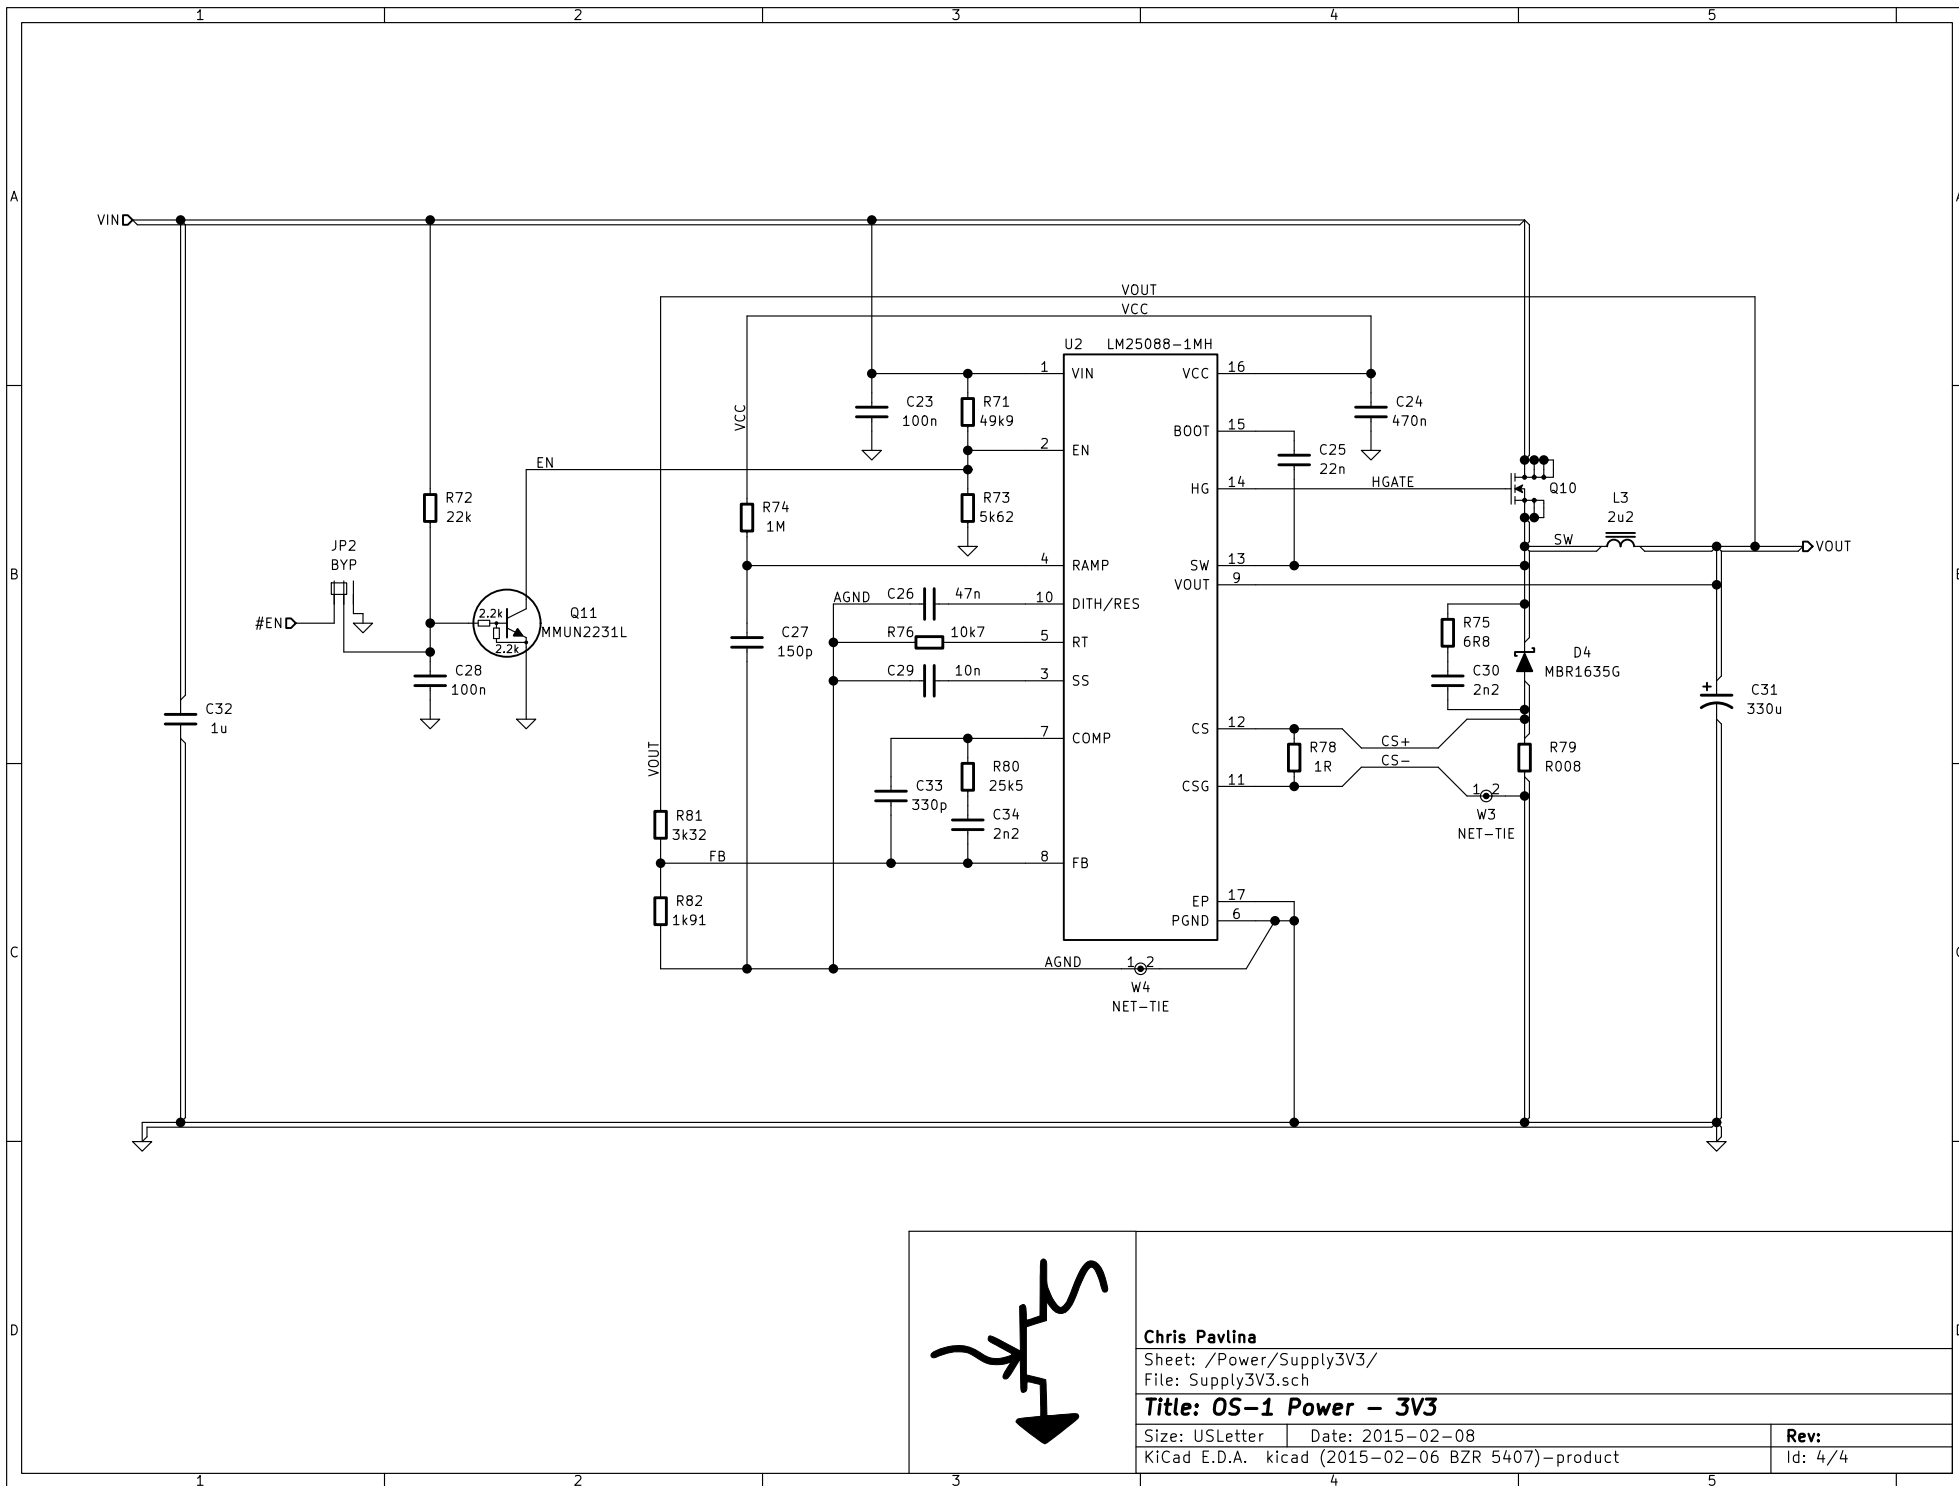 1 2 3 4 5
A
VIN
VOUT
VCC
U2 LM25088-1MH
1 VIN
VCC 16
C23
100n
R71
49k9
C24
470n
VCC
BOOT 15
2 EN
C25
22n
EN
HG 14
HGATE
Q10
R72
22k
R74
1M
R73
5k62
L3
2u2
SW
VOUT
JP2
BYP
B
4 RAMP
SW 13
VOUT 9
AGND C26 47n
10 DITH/RES
#EN
2.2k
2.2k
Q11
MMUN2231L
C27
150p
R76 10k7
5 RT
R75
6R8
D4
MBR1635G
C28
100n
C29 10n
3 SS
C30
2n2
+
C31
330u
C32
1u
CS 12
7 COMP
CS+
CS-
R78
1R
R79
R008
VOUT
R80
25k5
C33
330p
CSG 11
1 2
W3
NET-TIE
R81
3k32
C34
2n2
FB
8 FB
R82
1k91
EP 17
PGND 6
C
AGND
1 2
W4
NET-TIE
D
Chris Pavlina
Sheet: /Power/Supply3V3/
File: Supply3V3.sch
Title: OS-1 Power - 3V3
Size: USLetter Date: 2015-02-08 Rev:
KiCad E.D.A. kicad (2015-02-06 BZR 5407)-product Id: 4/4
1 2 3 4 5